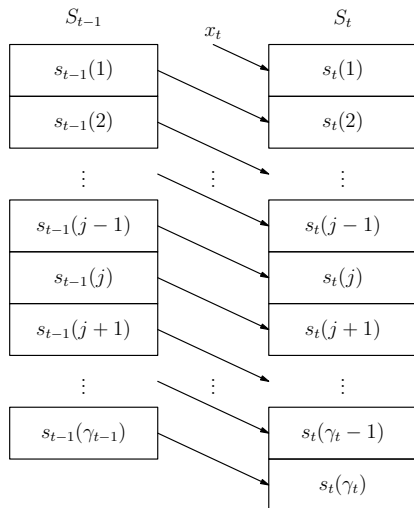 S_{t−1} x_t S_t
s_{t−1}(1) s_t(1)
s_{t−1}(2) s_t(2)
⋮ ⋮ ⋮
s_{t−1}(j − 1) s_t(j − 1)
s_{t−1}(j) s_t(j)
s_{t−1}(j + 1) s_t(j + 1)
⋮ ⋮ ⋮
s_{t−1}(γ_{t−1}) s_t(γ_t − 1)
s_t(γ_t)